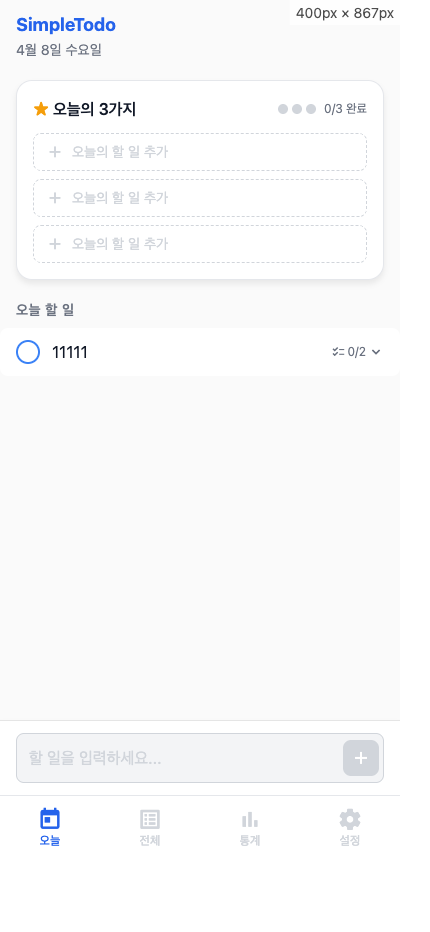 400px × 867px
SimpleTodo
4월 8일 수요일
오늘의 3가지
0/3 완료
오늘의 할 일 추가
오늘의 할 일 추가
오늘의 할 일 추가
오늘 할 일
11111
0/2
할 일을 입력하세요...
오늘
전체
통계
설정